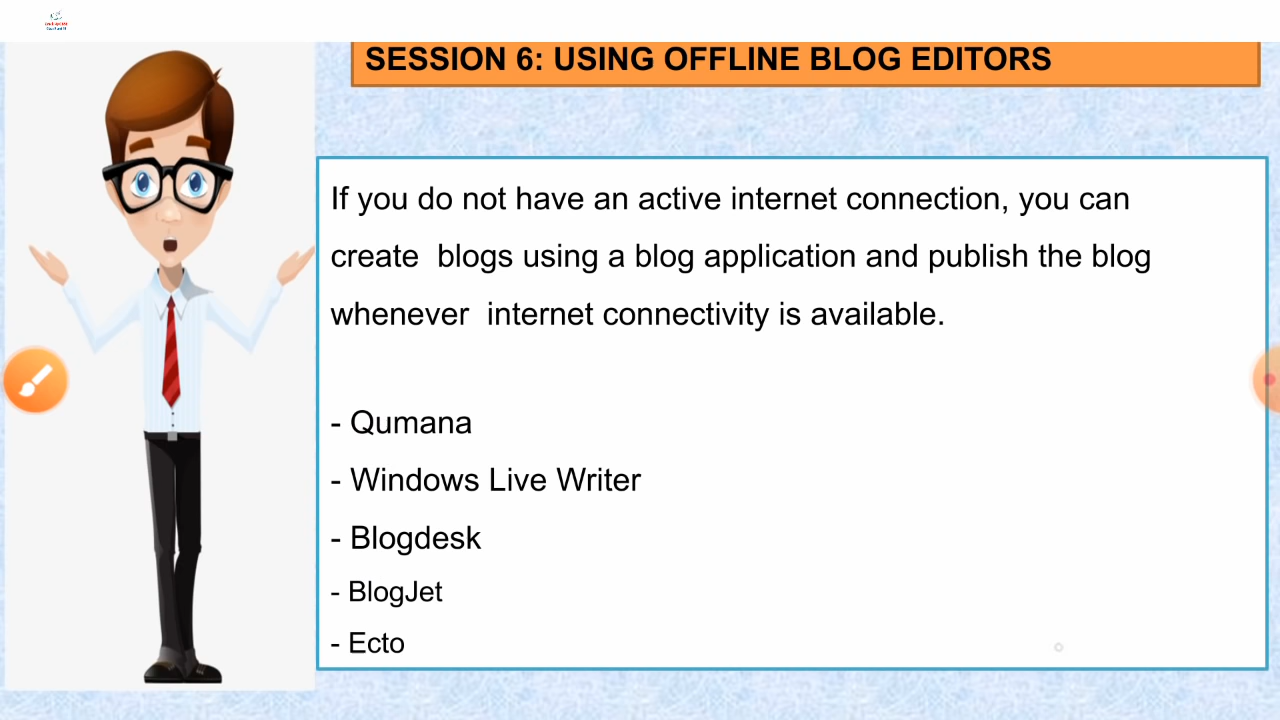 SESSION 6: USING OFFLINE BLOG EDITORS
If you do not have an active internet connection, you can
create  blogs using a blog application and publish the blog
whenever  internet connectivity is available.
- Qumana
- Windows Live Writer
- Blogdesk
- BlogJet
- Ecto